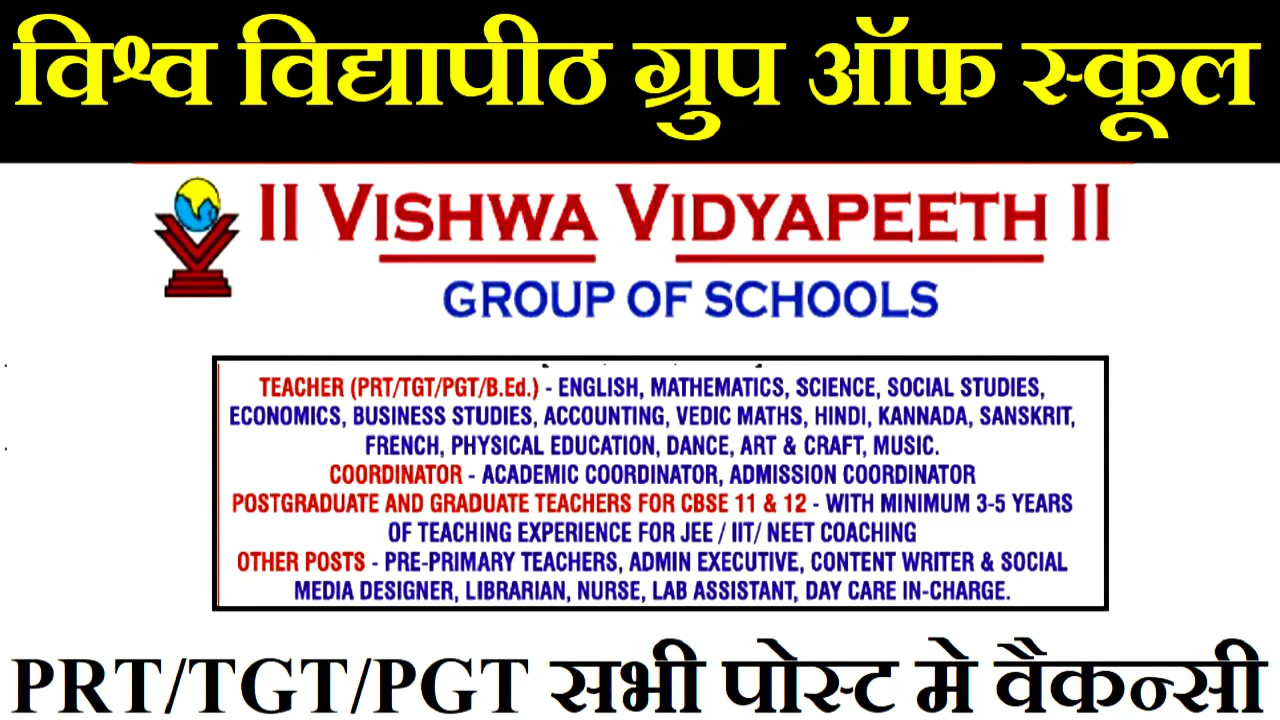 विश्व विद्यापीठ ग्रुप ऑफ स्कूल
II VISHWA VIDYAPEETH II
GROUP OF SCHOOLS
TEACHER (PRT/TGT/PGT/B.Ed.) - ENGLISH, MATHEMATICS, SCIENCE, SOCIAL STUDIES,
ECONOMICS, BUSINESS STUDIES, ACCOUNTING, VEDIC MATHS, HINDI, KANNADA, SANSKRIT,
FRENCH, PHYSICAL EDUCATION, DANCE, ART & CRAFT, MUSIC.
COORDINATOR - ACADEMIC COORDINATOR, ADMISSION COORDINATOR
POSTGRADUATE AND GRADUATE TEACHERS FOR CBSE 11 & 12 - WITH MINIMUM 3-5 YEARS
OF TEACHING EXPERIENCE FOR JEE / IIT/ NEET COACHING
OTHER POSTS - PRE-PRIMARY TEACHERS, ADMIN EXECUTIVE, CONTENT WRITER & SOCIAL
MEDIA DESIGNER, LIBRARIAN, NURSE, LAB ASSISTANT, DAY CARE IN-CHARGE.
PRT/TGT/PGT सभी पोस्ट मे वैकन्सी